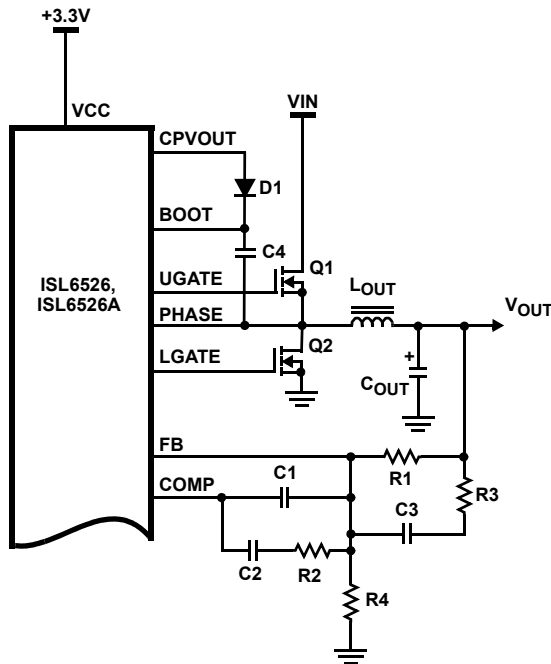 +3.3V
VCC
VIN
CPVOUT
D1
BOOT
C4
Q1
ISL6526,
ISL6526A
UGATE
LOUT
PHASE
VOUT
Q2
LGATE
+
COUT
FB
R1
COMP
C1
R3
C3
C2
R2
R4